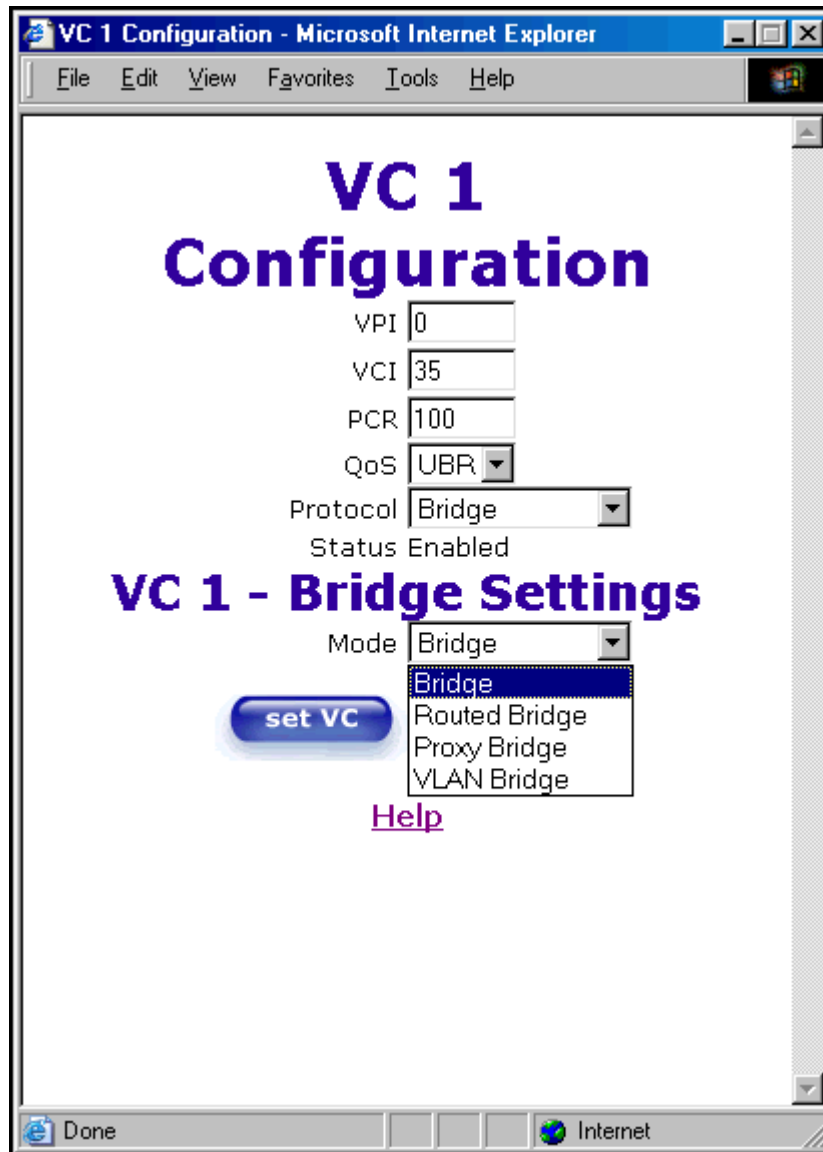 VC 1 Configuration - Microsoft Internet Explorer
File Edit View Favorites Tools Help
VC 1
Configuration
VPI 0
VCI 35
PCR 100
QoS UBR
Protocol Bridge
Status Enabled
VC 1 - Bridge Settings
Mode Bridge
Bridge
set VC Routed Bridge
Proxy Bridge
VLAN Bridge
Help
Done Internet